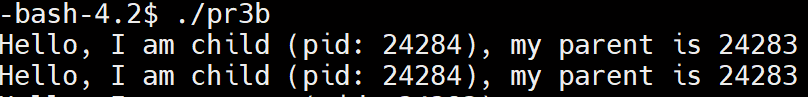 -bash-4.2$ ./pr3b
Hello, I am child (pid: 24284), my parent is 24283
Hello, I am child (pid: 24284), my parent is 24283